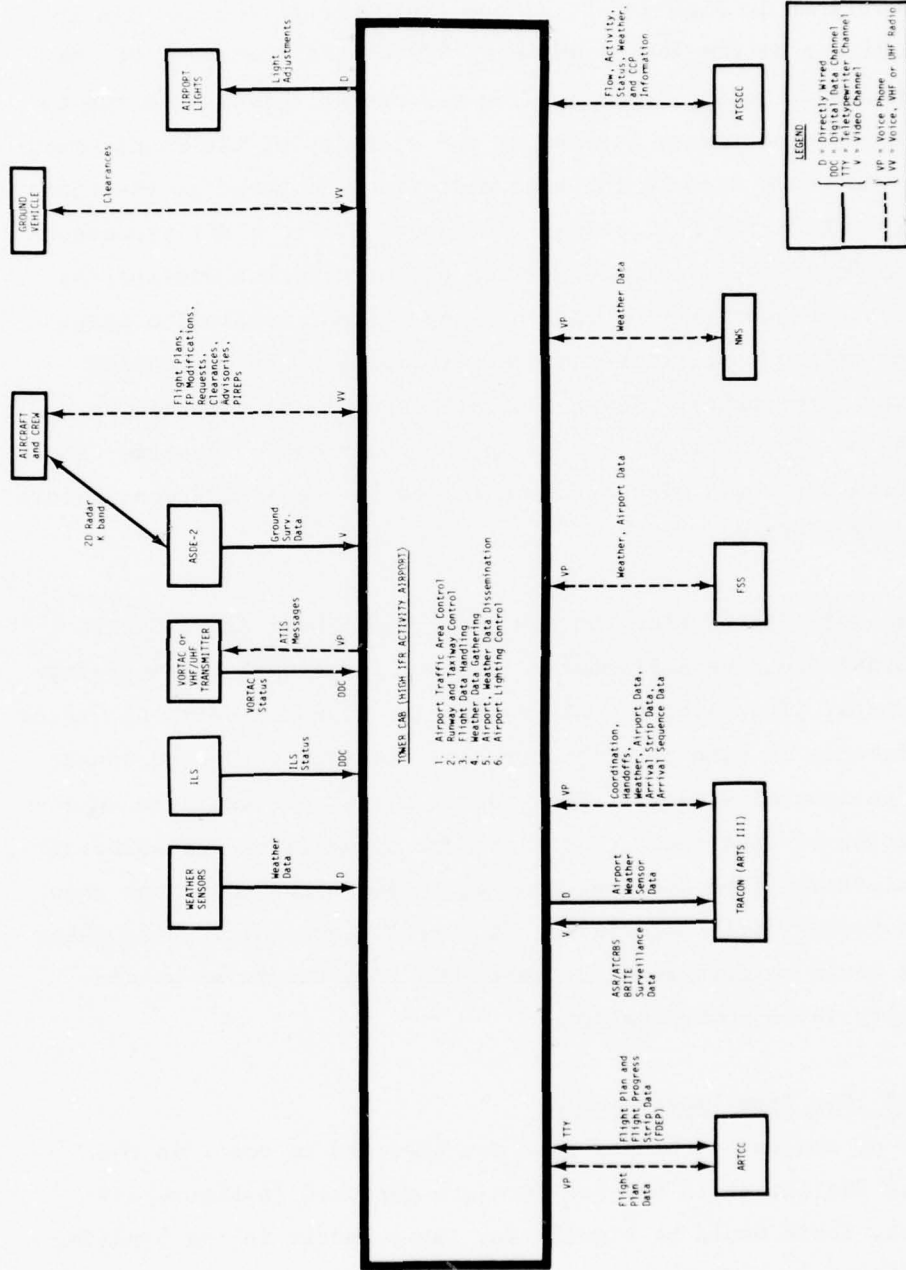 AIRPORT
LIGHTS
Light
Adjustments
D
GROUND
VEHICLE
Clearances
VV
AIRCRAFT
and CREW
Flight Plans,
FP Modifications,
Requests,
Clearances,
Advisories,
PIREPs
VV
2D Radar
K band
ASDE-2
Ground
Surv.
Data
V
VORTAC or
VHF/UHF
TRANSMITTER
ATIS
Messages
VP
VORTAC
Status
DDC
ILS
ILS
Status
DDC
WEATHER
SENSORS
Weather
Data
D
TOWER CAB (HIGH IFR ACTIVITY AIRPORT)
1. Airport Traffic Area Control
2. Runway and Taxiway Control
3. Flight Data Handling
4. Weather Data Gathering
5. Airport, Weather Data Dissemination
6. Airport Lighting Control
Flow, Activity,
Status, Weather,
and CCP
Information
ATCSCC
VP
Weather Data
NWS
VP
Weather, Airport Data
FSS
VP
Coordination,
Handoffs,
Weather, Airport Data,
Arrival Strip Data,
Arrival Sequence Data
D
Airport
Weather
Sensor
Data
V
ASR/ATCRBS
BRITE
Surveillance
Data
TRACON (ARTS III)
TTY
Flight Plan and
Flight Progress
Strip Data
(FDEP)
VP
Flight
Plan
Data
ARTCC
LEGEND
D = Directly Wired
DDC = Digital Data Channel
TTY = Teletypewriter Channel
V = Video Channel
VP = Voice Phone
VV = Voice, VHF or UHF Radio